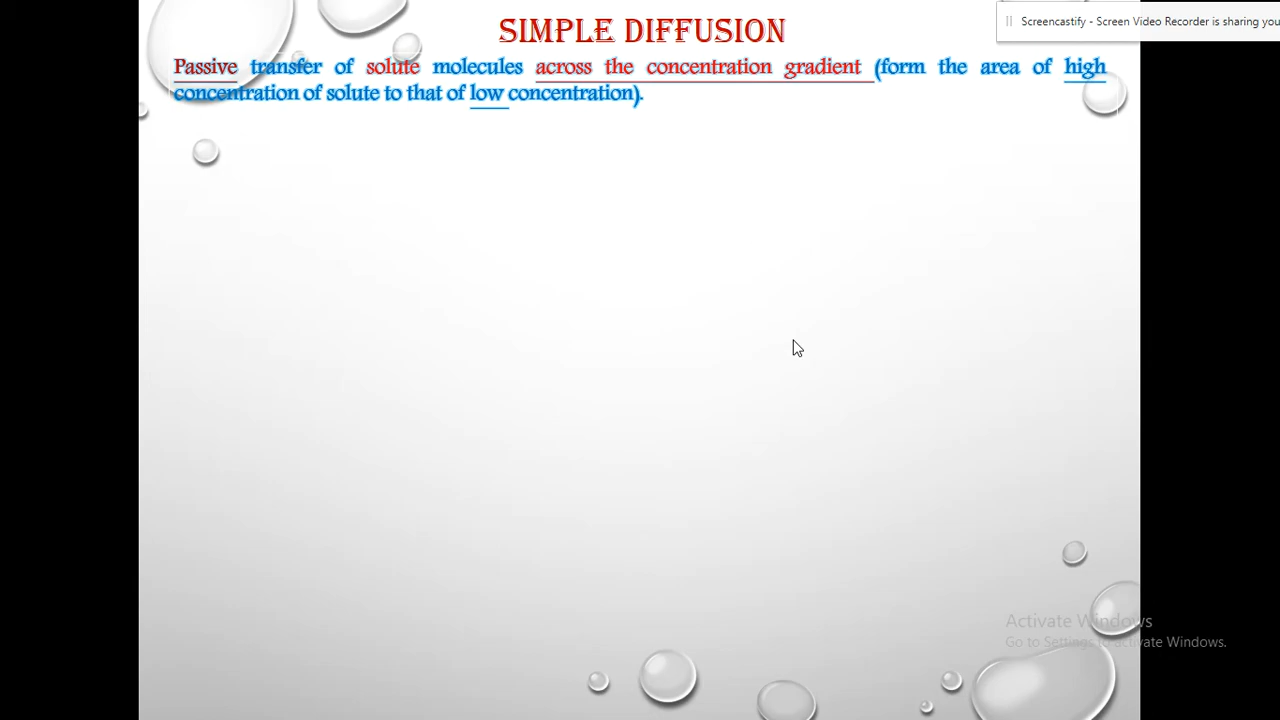 SIMPLE DIFFUSION
Screencastify - Screen Video Recorder is sharing you
Passive transfer of solute molecules across the concentration gradient (form the area of high
concentration of solute to that of low concentration).
Activate Windows
Go to Settings to activate Windows.